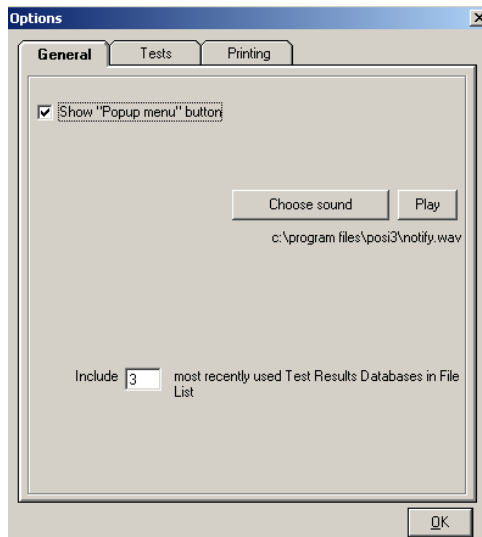 Options
General Tests Printing
Show "Popup menu" button
Choose sound Play
c:\program files\posi3\notify.wav
Include 3 most recently used Test Results Databases in File
List
OK